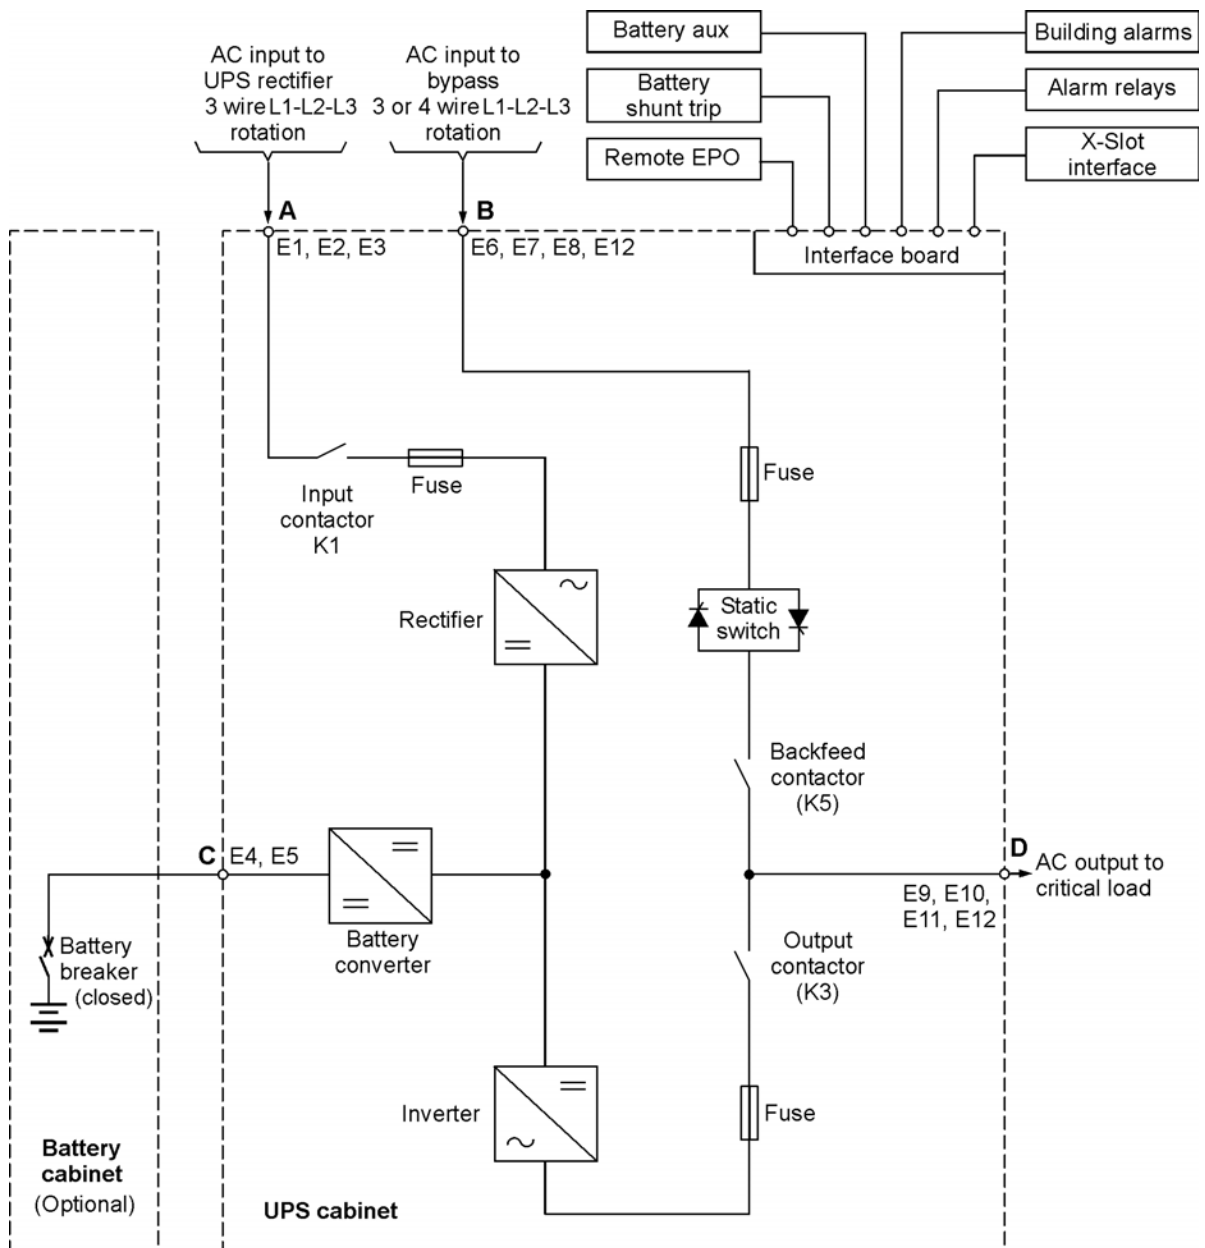 Battery aux
Building alarms
AC input to
UPS rectifier
3 wire L1-L2-L3
rotation
AC input to
bypass
3 or 4 wire L1-L2-L3
rotation
Battery
shunt trip
Alarm relays
Remote EPO
X-Slot
interface
A
B
E1, E2, E3
E6, E7, E8, E12
Interface board
Input
contactor
K1
Fuse
Fuse
Rectifier
Static
switch
Backfeed
contactor
(K5)
C
E4, E5
D
AC output to
critical load
E9, E10,
E11, E12
Battery
converter
Battery
breaker
(closed)
Output
contactor
(K3)
Inverter
Fuse
Battery
cabinet
(Optional)
UPS cabinet